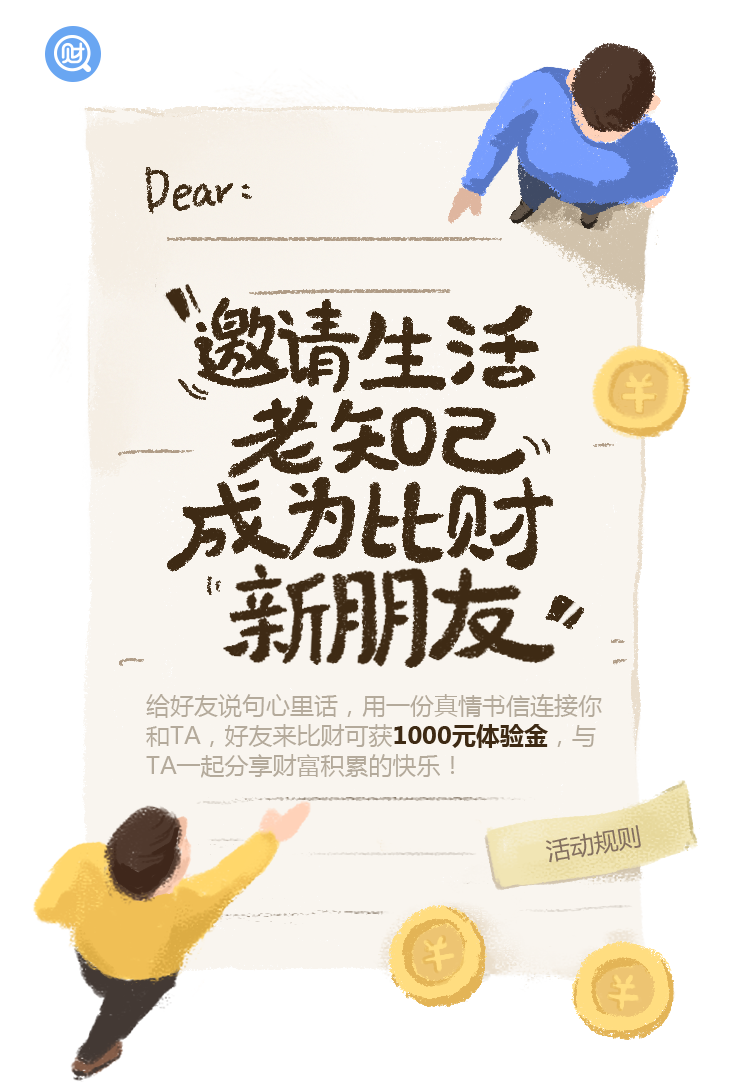 财
Dear:
邀请生活
老知己
成为比财
新朋友
给好友说句心里话，用一份真情书信连接你
和TA，好友来比财可获1000元体验金，与
TA一起分享财富积累的快乐！
活动规则
¥
¥
¥